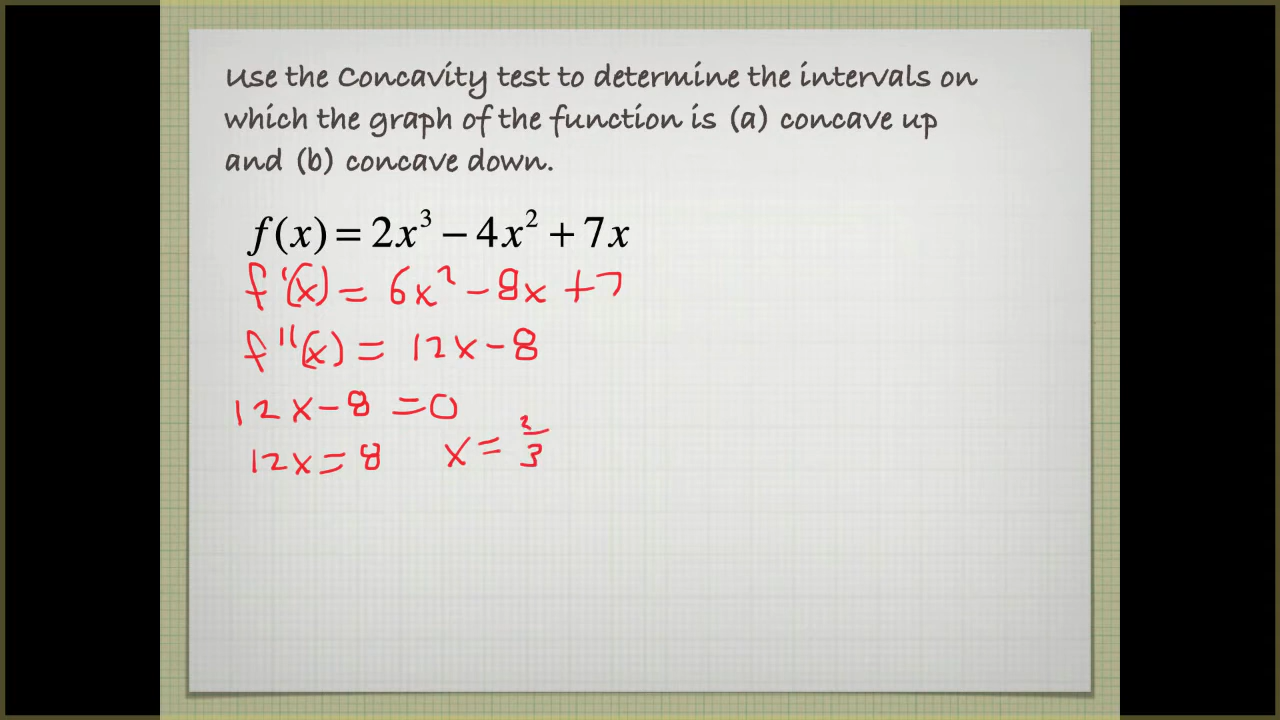 Use the Concavity test to determine the intervals on
which the graph of the function is (a) concave up
and (b) concave down.
f(x) = 2x³ − 4x² + 7x
f'(x) = 6x² − 8x + 7
f''(x) = 12x − 8
12x − 8 = 0
12x = 8 x = 2/3